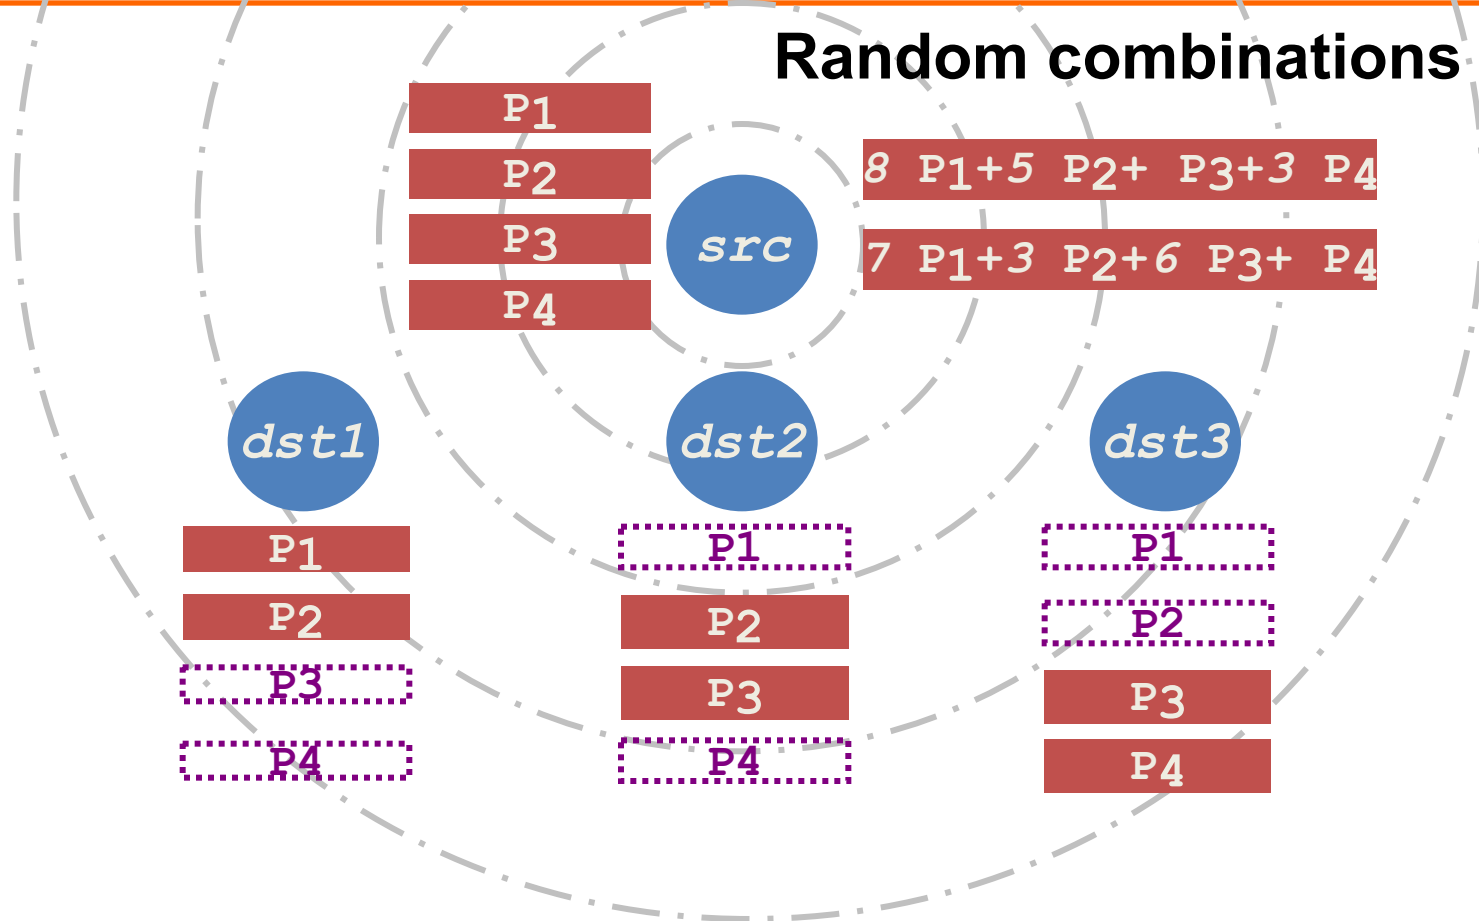 Random combinations
P1
P2
P3
P4
src
8 P1+5 P2+ P3+3 P4
7 P1+3 P2+6 P3+ P4
dst1
P1
P2
P3
P4
dst2
P1
P2
P3
P4
dst3
P1
P2
P3
P4